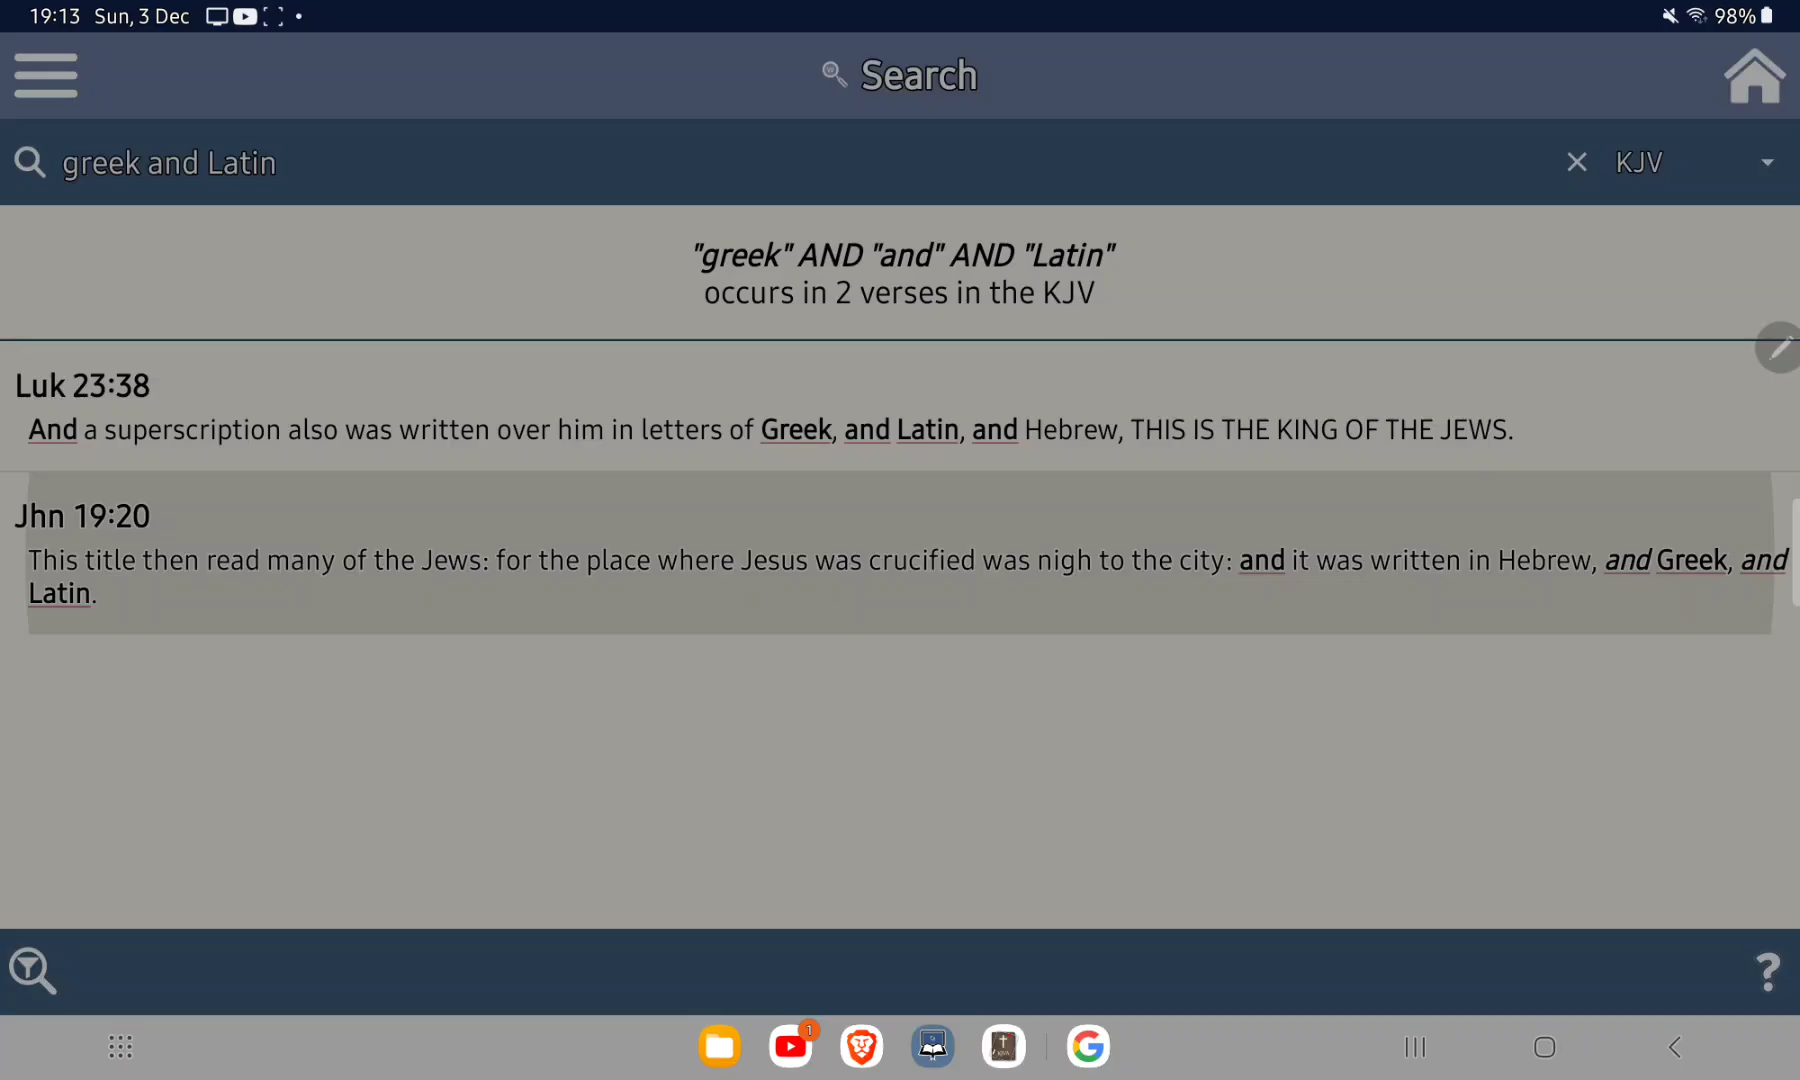 19:13 Sun, 3 Dec
98%
Search
greek and Latin
KJV
"greek" AND "and" AND "Latin"
occurs in 2 verses in the KJV
Luk 23:38
And a superscription also was written over him in letters of Greek, and Latin, and Hebrew, THIS IS THE KING OF THE JEWS.
Jhn 19:20
This title then read many of the Jews: for the place where Jesus was crucified was nigh to the city: and it was written in Hebrew, and Greek, and
Latin.
?
1